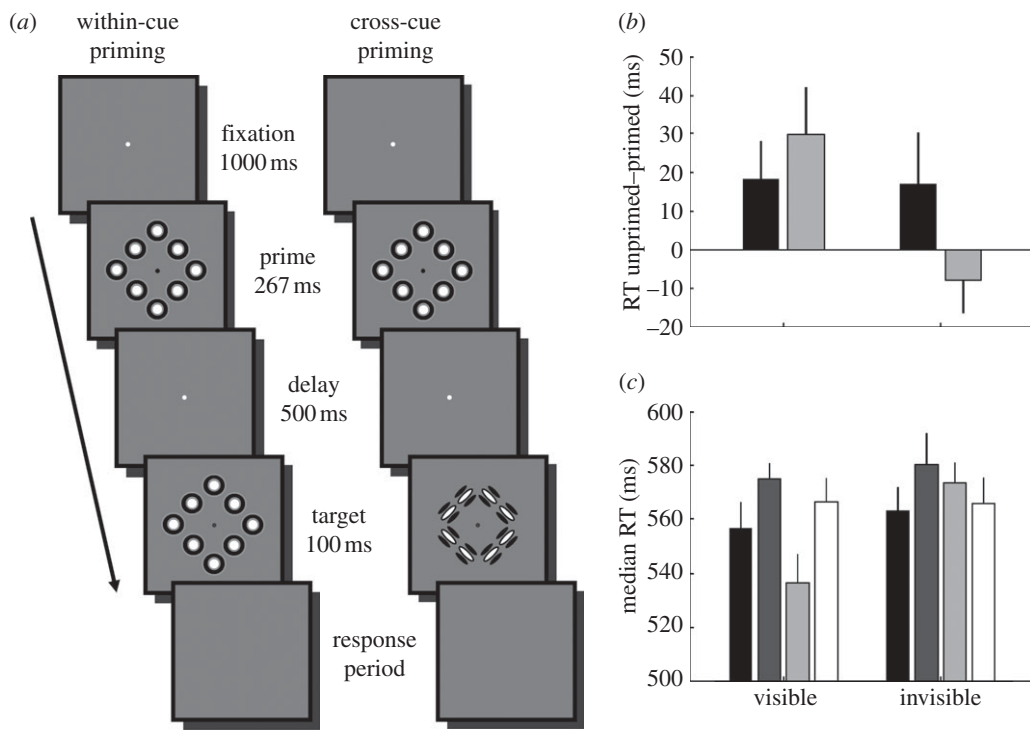 (a)
within-cue
priming
cross-cue
priming
fixation
1000 ms
prime
267 ms
delay
500 ms
target
100 ms
response
period
(b)
RT unprimed–primed (ms)
50
40
30
20
10
0
–10
–20
(c)
median RT (ms)
600
580
560
540
520
500
visible
invisible